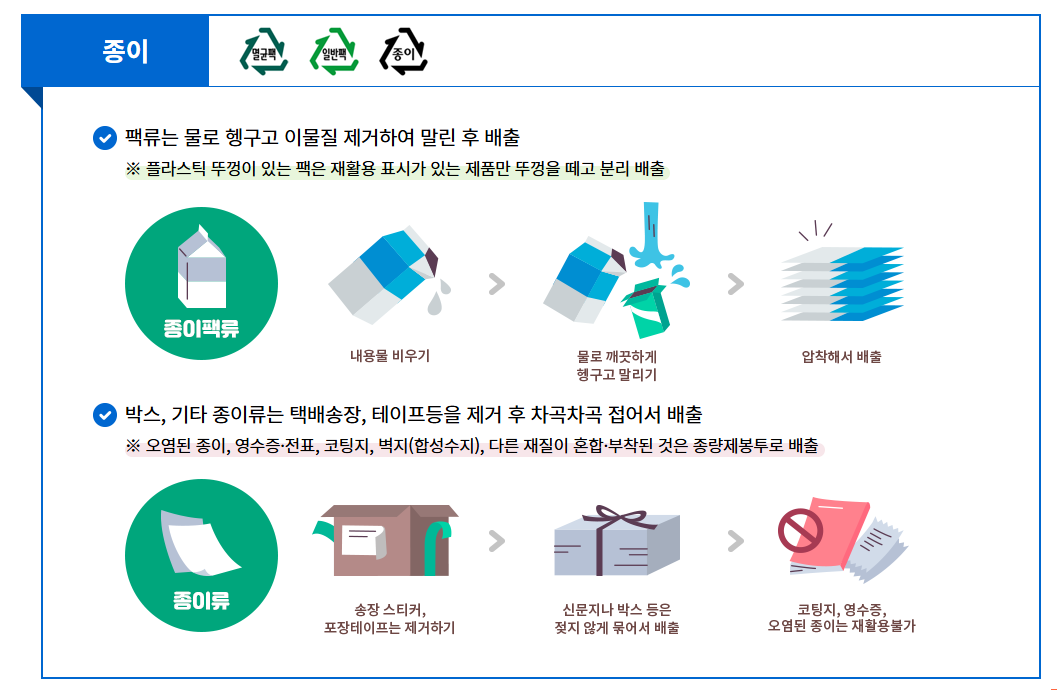 종이
멸균팩
일반팩
종이
팩류는 물로 헹구고 이물질 제거하여 말린 후 배출
※ 플라스틱 뚜껑이 있는 팩은 재활용 표시가 있는 제품만 뚜껑을 떼고 분리 배출
종이팩류
내용물 비우기
물로 깨끗하게
헹구고 말리기
압착해서 배출
박스, 기타 종이류는 택배송장, 테이프등을 제거 후 차곡차곡 접어서 배출
※ 오염된 종이, 영수증·전표, 코팅지, 벽지(합성수지), 다른 재질이 혼합·부착된 것은 종량제봉투로 배출
종이류
송장 스티커,
포장테이프는 제거하기
신문지나 박스 등은
젖지 않게 묶어서 배출
코팅지, 영수증,
오염된 종이는 재활용불가